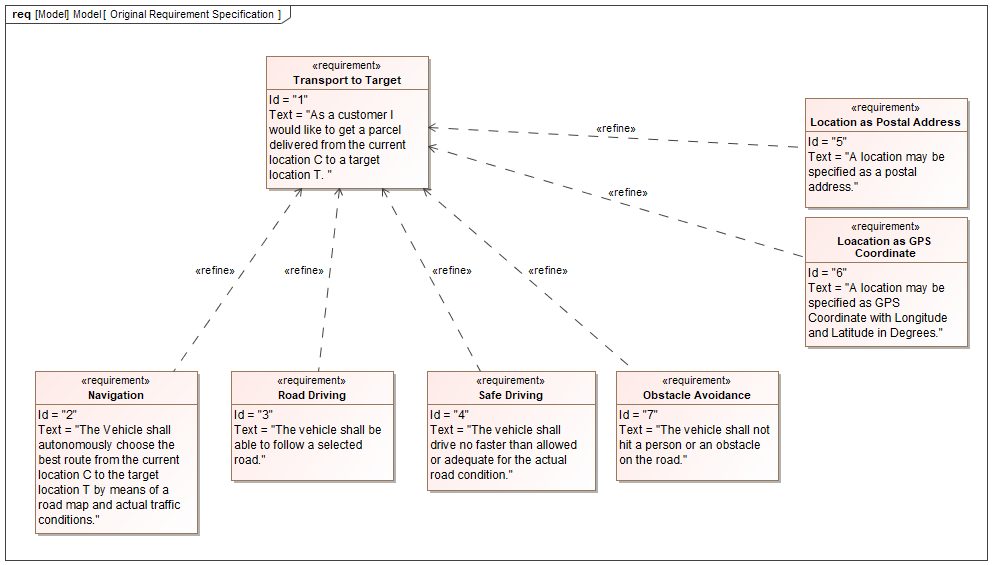 req [Model] Model[ Original Requirement Specification ]
«requirement»
Transport to Target
Id = "1"
Text = "As a customer I
would like to get a parcel
delivered from the current
location C to a target
location T. "
«requirement»
Location as Postal Address
Id = "5"
Text = "A location may be
specified as a postal
address."
«refine»
«refine»
«requirement»
Loacation as GPS
Coordinate
Id = "6"
Text = "A location may be
specified as GPS
Coordinate with Longitude
and Latitude in Degrees."
«refine»
«refine»
«refine»
«refine»
«requirement»
Navigation
Id = "2"
Text = "The Vehicle shall
autonomously choose the
best route from the current
location C to the target
location T by means of a
road map and actual traffic
conditions."
«requirement»
Road Driving
Id = "3"
Text = "The vehicle shall be
able to follow a selected
road."
«requirement»
Safe Driving
Id = "4"
Text = "The vehicle shall
drive no faster than allowed
or adequate for the actual
road condition."
«requirement»
Obstacle Avoidance
Id = "7"
Text = "The vehicle shall not
hit a person or an obstacle
on the road."